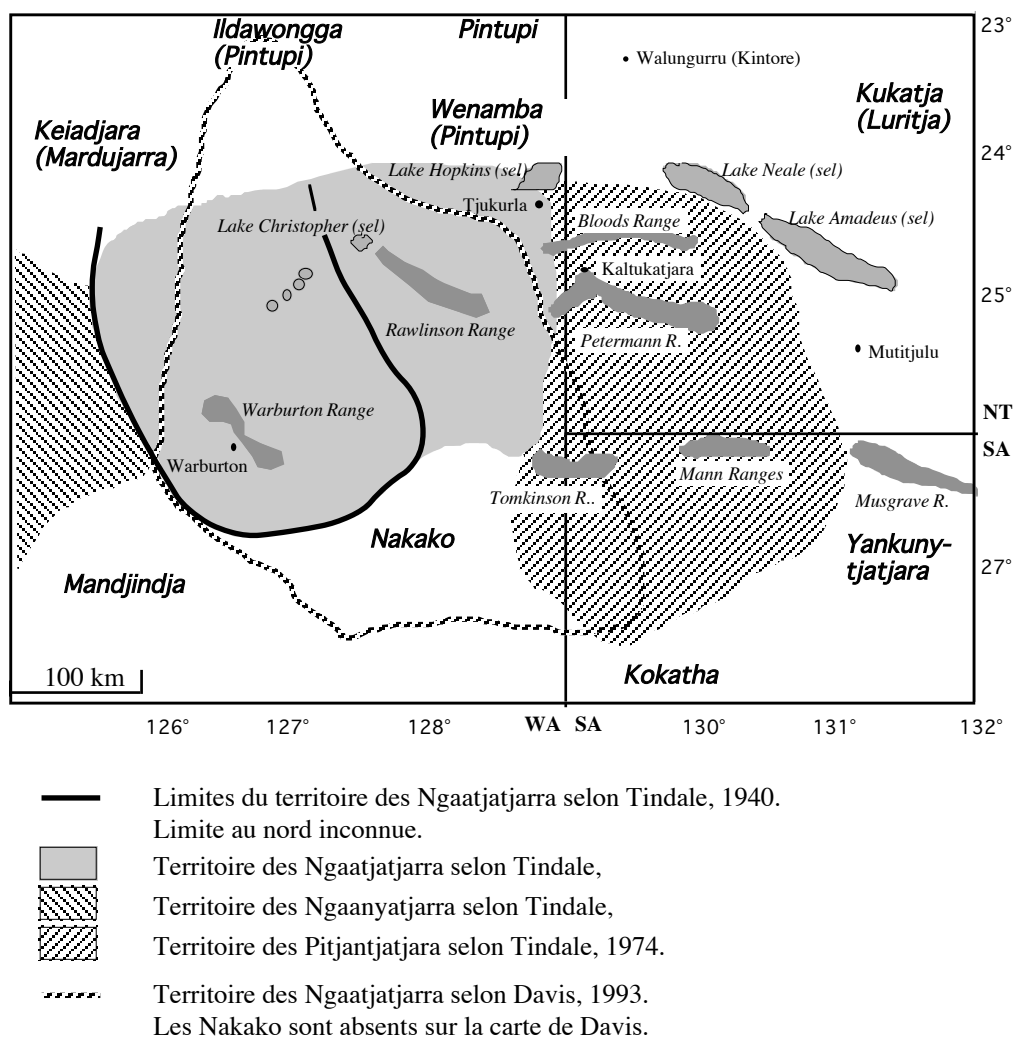 Ildawongga
(Pintupi)
Pintupi
23°
Walungurru (Kintore)
Kukatja
(Luritja)
Wenamba
(Pintupi)
Keiadjara
(Mardujarra)
24°
Lake Hopkins (sel)
Lake Neale (sel)
Tjukurla
Bloods Range
Lake Amadeus (sel)
Lake Christopher (sel)
Kaltukatjara
25°
Rawlinson Range
Petermann R.
Mutitjulu
Warburton Range
NT
SA
Warburton
Mann Ranges
Tomkinson R..
Musgrave R.
Nakako
Yankuny-
tjatjara
27°
Mandjindja
Kokatha
100 km
126°
127°
128°
WA
SA
130°
131°
132°
Limites du territoire des Ngaatjatjarra selon Tindale, 1940.
Limite au nord inconnue.
Territoire des Ngaatjatjarra selon Tindale,
Territoire des Ngaanyatjarra selon Tindale,
Territoire des Pitjantjatjara selon Tindale, 1974.
Territoire des Ngaatjatjarra selon Davis, 1993.
Les Nakako sont absents sur la carte de Davis.